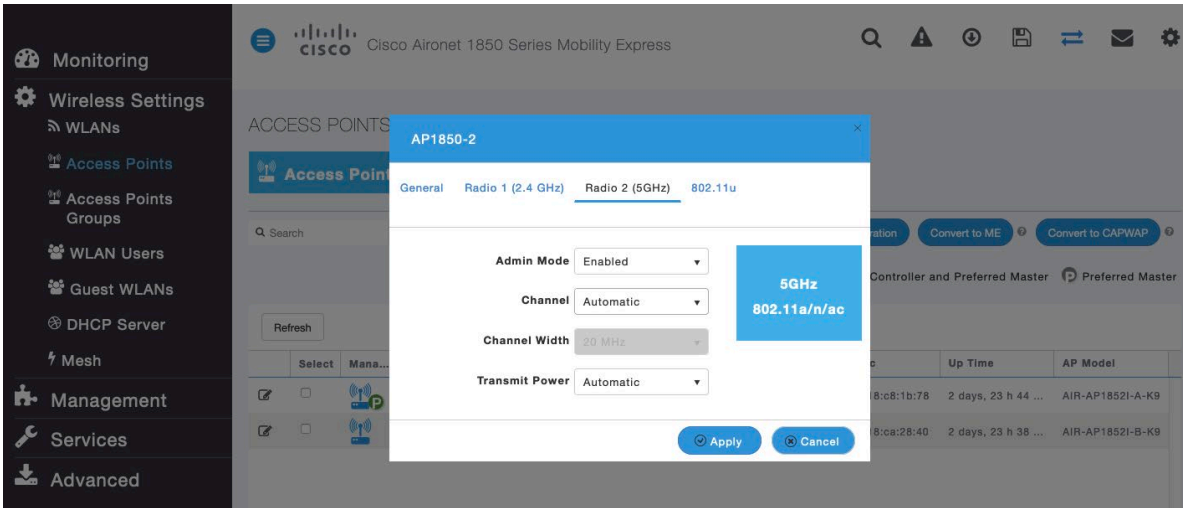 Monitoring
Wireless Settings
WLANs
Access Points
Access Points
Groups
WLAN Users
Guest WLANs
DHCP Server
Mesh
Management
Services
Advanced
CISCO Cisco Aironet 1850 Series Mobility Express
ACCESS POINTS
Access Point
Search
ration Convert to ME Convert to CAPWAP
Controller and Preferred Master P Preferred Master
Refresh
Select Mana... c Up Time AP Model
P 8:c8:1b:78 2 days, 23 h 44 ... AIR-AP1852I-A-K9
8:ca:28:40 2 days, 23 h 38 ... AIR-AP1852I-B-K9
AP1850-2
General Radio 1 (2.4 GHz) Radio 2 (5GHz) 802.11u
Admin Mode Enabled
Channel Automatic
Channel Width 20 MHz
Transmit Power Automatic
5GHz
802.11a/n/ac
Apply Cancel